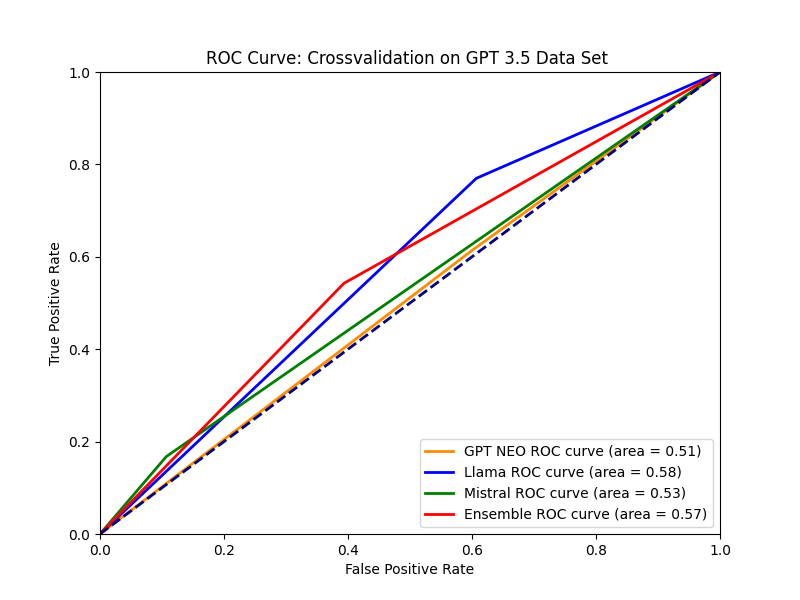 ROC Curve: Crossvalidation on GPT 3.5 Data Set
1.0
0.8
0.6
0.4
0.2
0.0
True Positive Rate
0.0 0.2 0.4 0.6 0.8 1.0
False Positive Rate
GPT NEO ROC curve (area = 0.51)
Llama ROC curve (area = 0.58)
Mistral ROC curve (area = 0.53)
Ensemble ROC curve (area = 0.57)